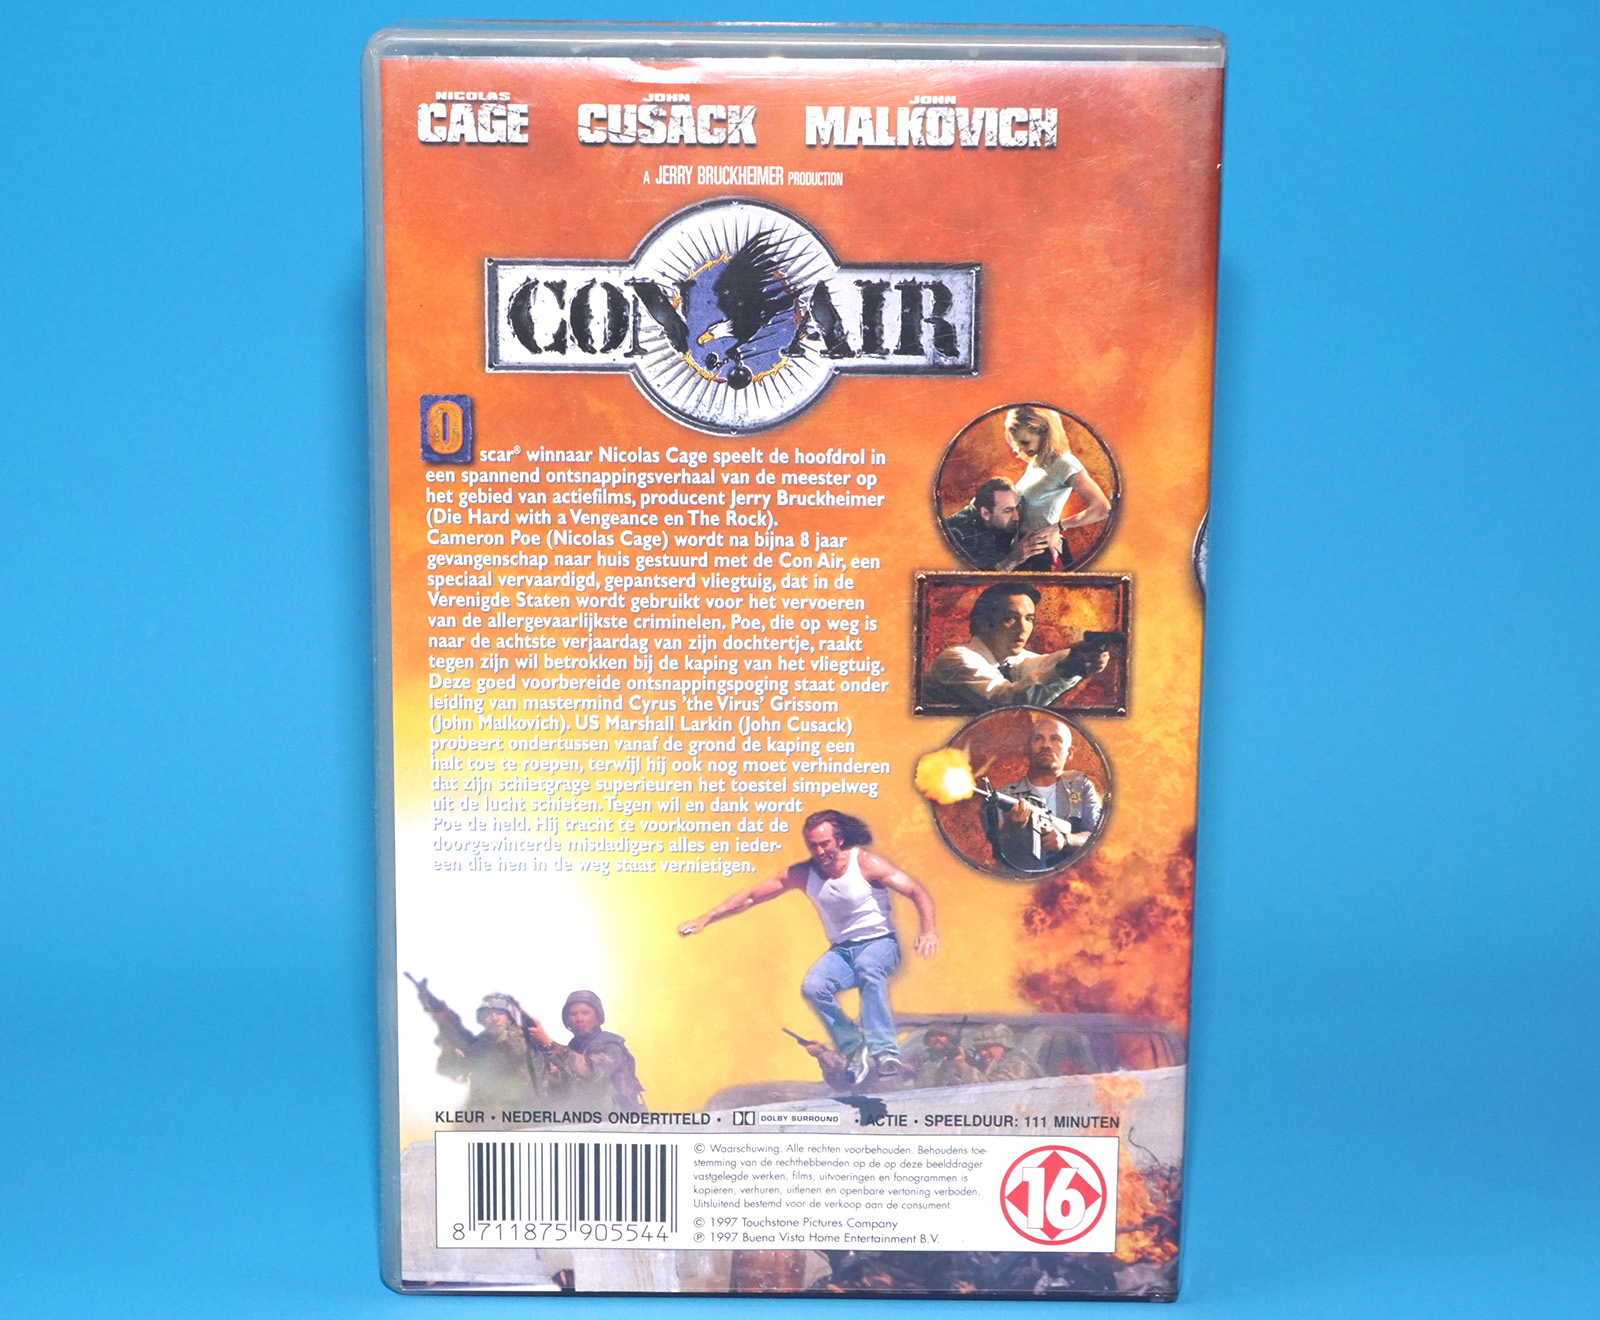 NICOLAS CAGE JOHN CUSACK JOHN MALKOVICH
A JERRY BRUCKHEIMER PRODUCTION
CON AIR
Oscar® winnaar Nicolas Cage speelt de hoofdrol in
een spannend ontsnappingsverhaal van de meester op
het gebied van actiefilms, producent Jerry Bruckheimer
(Die Hard with a Vengeance en The Rock).
Cameron Poe (Nicolas Cage) wordt na bijna 8 jaar
gevangenschap naar huis gestuurd met de Con Air, een
speciaal vervaardigd, gepantserd vliegtuig, dat in de
Verenigde Staten wordt gebruikt voor het vervoeren
van de allergevaarlijkste criminelen. Poe, die op weg is
naar de achtste verjaardag van zijn dochtertje, raakt
tegen zijn wil betrokken bij de kaping van het vliegtuig.
Deze goed voorbereide ontsnappingspoging staat onder
leiding van mastermind Cyrus 'the Virus' Grissom
(John Malkovich). US Marshall Larkin (John Cusack)
probeert ondertussen vanaf de grond de kaping een
halt toe te roepen, terwijl hij ook nog moet verhinderen
dat zijn schietgrage superieuren het toestel simpelweg
uit de lucht schieten. Tegen wil en dank wordt
Poe de held. Hij tracht te voorkomen dat de
doorgewinterde misdadigers alles en ieder-
een die hen in de weg staat vernietigen.
KLEUR • NEDERLANDS ONDERTITELD • DOLBY SURROUND • ACTIE • SPEELDUUR: 111 MINUTEN
© Waarschuwing. Alle rechten voorbehouden. Behoudens toe-
stemming van de rechthebbenden op de op deze beelddrager
vastgelegde werken, films, uitvoeringen en fonogrammen is
kopiëren, verhuren, uitlenen en openbare vertoning verboden.
Uitsluitend bestemd voor de verkoop aan de consument.
© 1997 Touchstone Pictures Company
℗ 1997 Buena Vista Home Entertainment B.V.
8 711875 905544
16